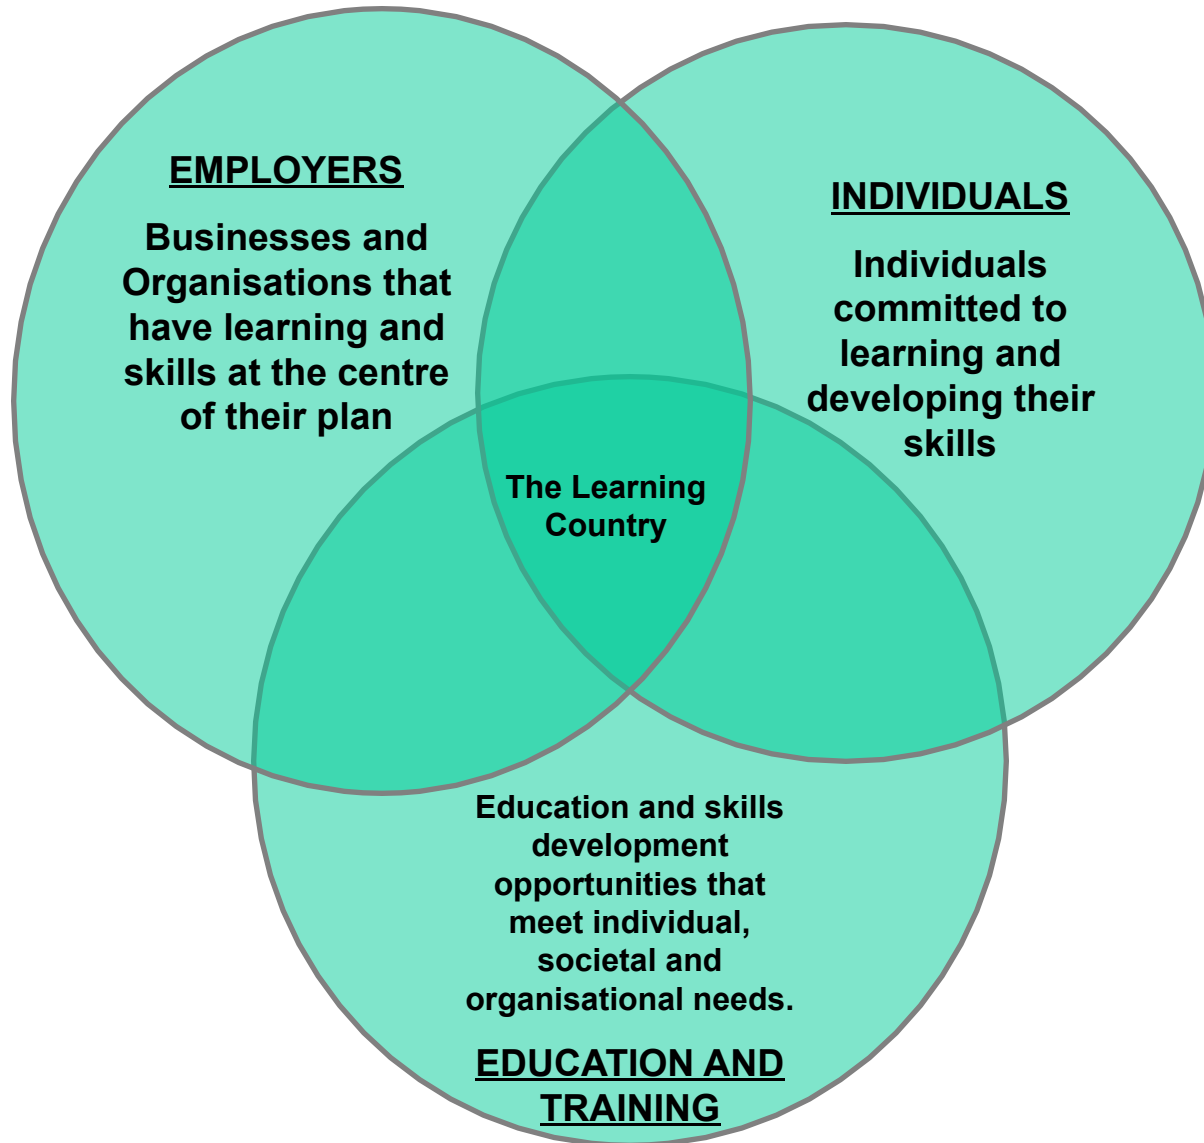 EMPLOYERS
Businesses and
Organisations that
have learning and
skills at the centre
of their plan
INDIVIDUALS
Individuals
committed to
learning and
developing their
skills
The Learning
Country
Education and skills
development
opportunities that
meet individual,
societal and
organisational needs.
EDUCATION AND
TRAINING